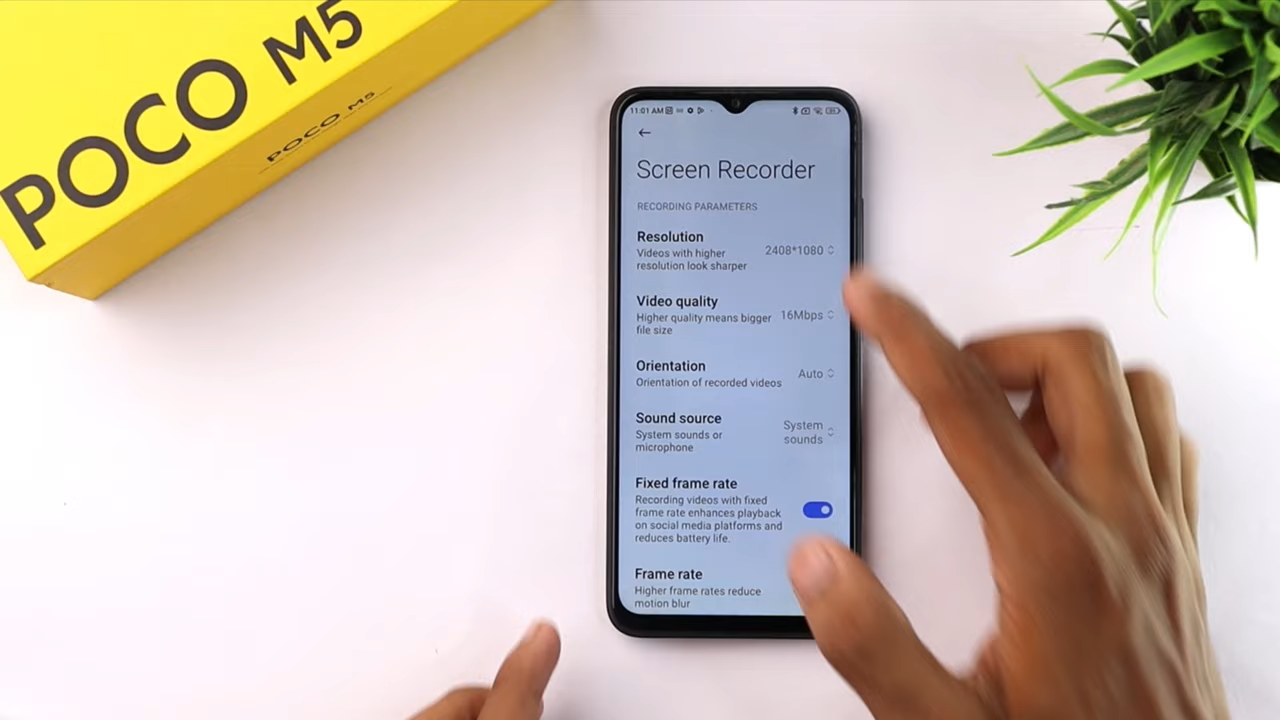 POCO M5
POCO M5
11:01 AM
Screen Recorder
RECORDING PARAMETERS
Resolution
Videos with higher
resolution look sharper
2408*1080
Video quality
Higher quality means bigger
file size
16Mbps
Orientation
Orientation of recorded videos
Auto
Sound source
System sounds or
microphone
System
sounds
Fixed frame rate
Recording videos with fixed
frame rate enhances playback
on social media platforms and
reduces battery life.
Frame rate
Higher frame rates reduce
motion blur